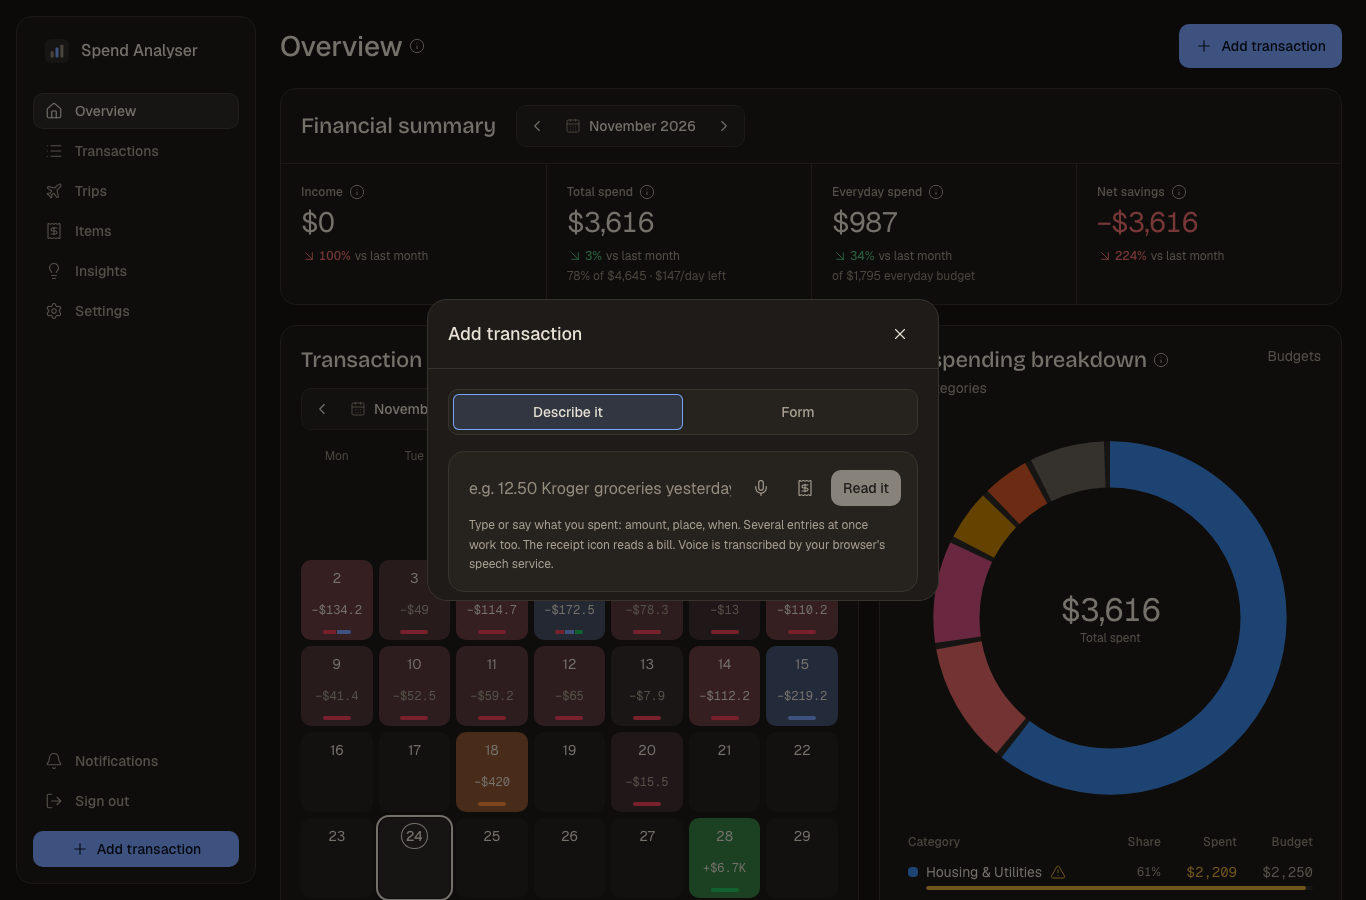 Spend Analyser
Overview
Transactions
Trips
Items
Insights
Settings
Notifications
Sign out
Add transaction
Overview
Add transaction
Financial summary
November 2026
Income
$0
100% vs last month
Total spend
$3,616
3% vs last month
78% of $4,645 · $147/day left
Everyday spend
$987
34% vs last month
of $1,795 everyday budget
Net savings
−$3,616
224% vs last month
Transaction
Novemb
Mon Tue
2 3
−$134.2 −$49 −$114.7 −$172.5 −$78.3 −$13 −$110.2
9 10 11 12 13 14 15
−$41.4 −$52.5 −$59.2 −$65 −$7.9 −$112.2 −$219.2
16 17 18 19 20 21 22
−$420 −$15.5
23 24 25 26 27 28 29
+$6.7K
Add transaction
Describe it Form
e.g. 12.50 Kroger groceries yesterday
Read it
Type or say what you spent: amount, place, when. Several entries at once
work too. The receipt icon reads a bill. Voice is transcribed by your browser's
speech service.
spending breakdown
Budgets
egories
$3,616
Total spent
Category Share Spent Budget
Housing & Utilities 61% $2,209 $2,250